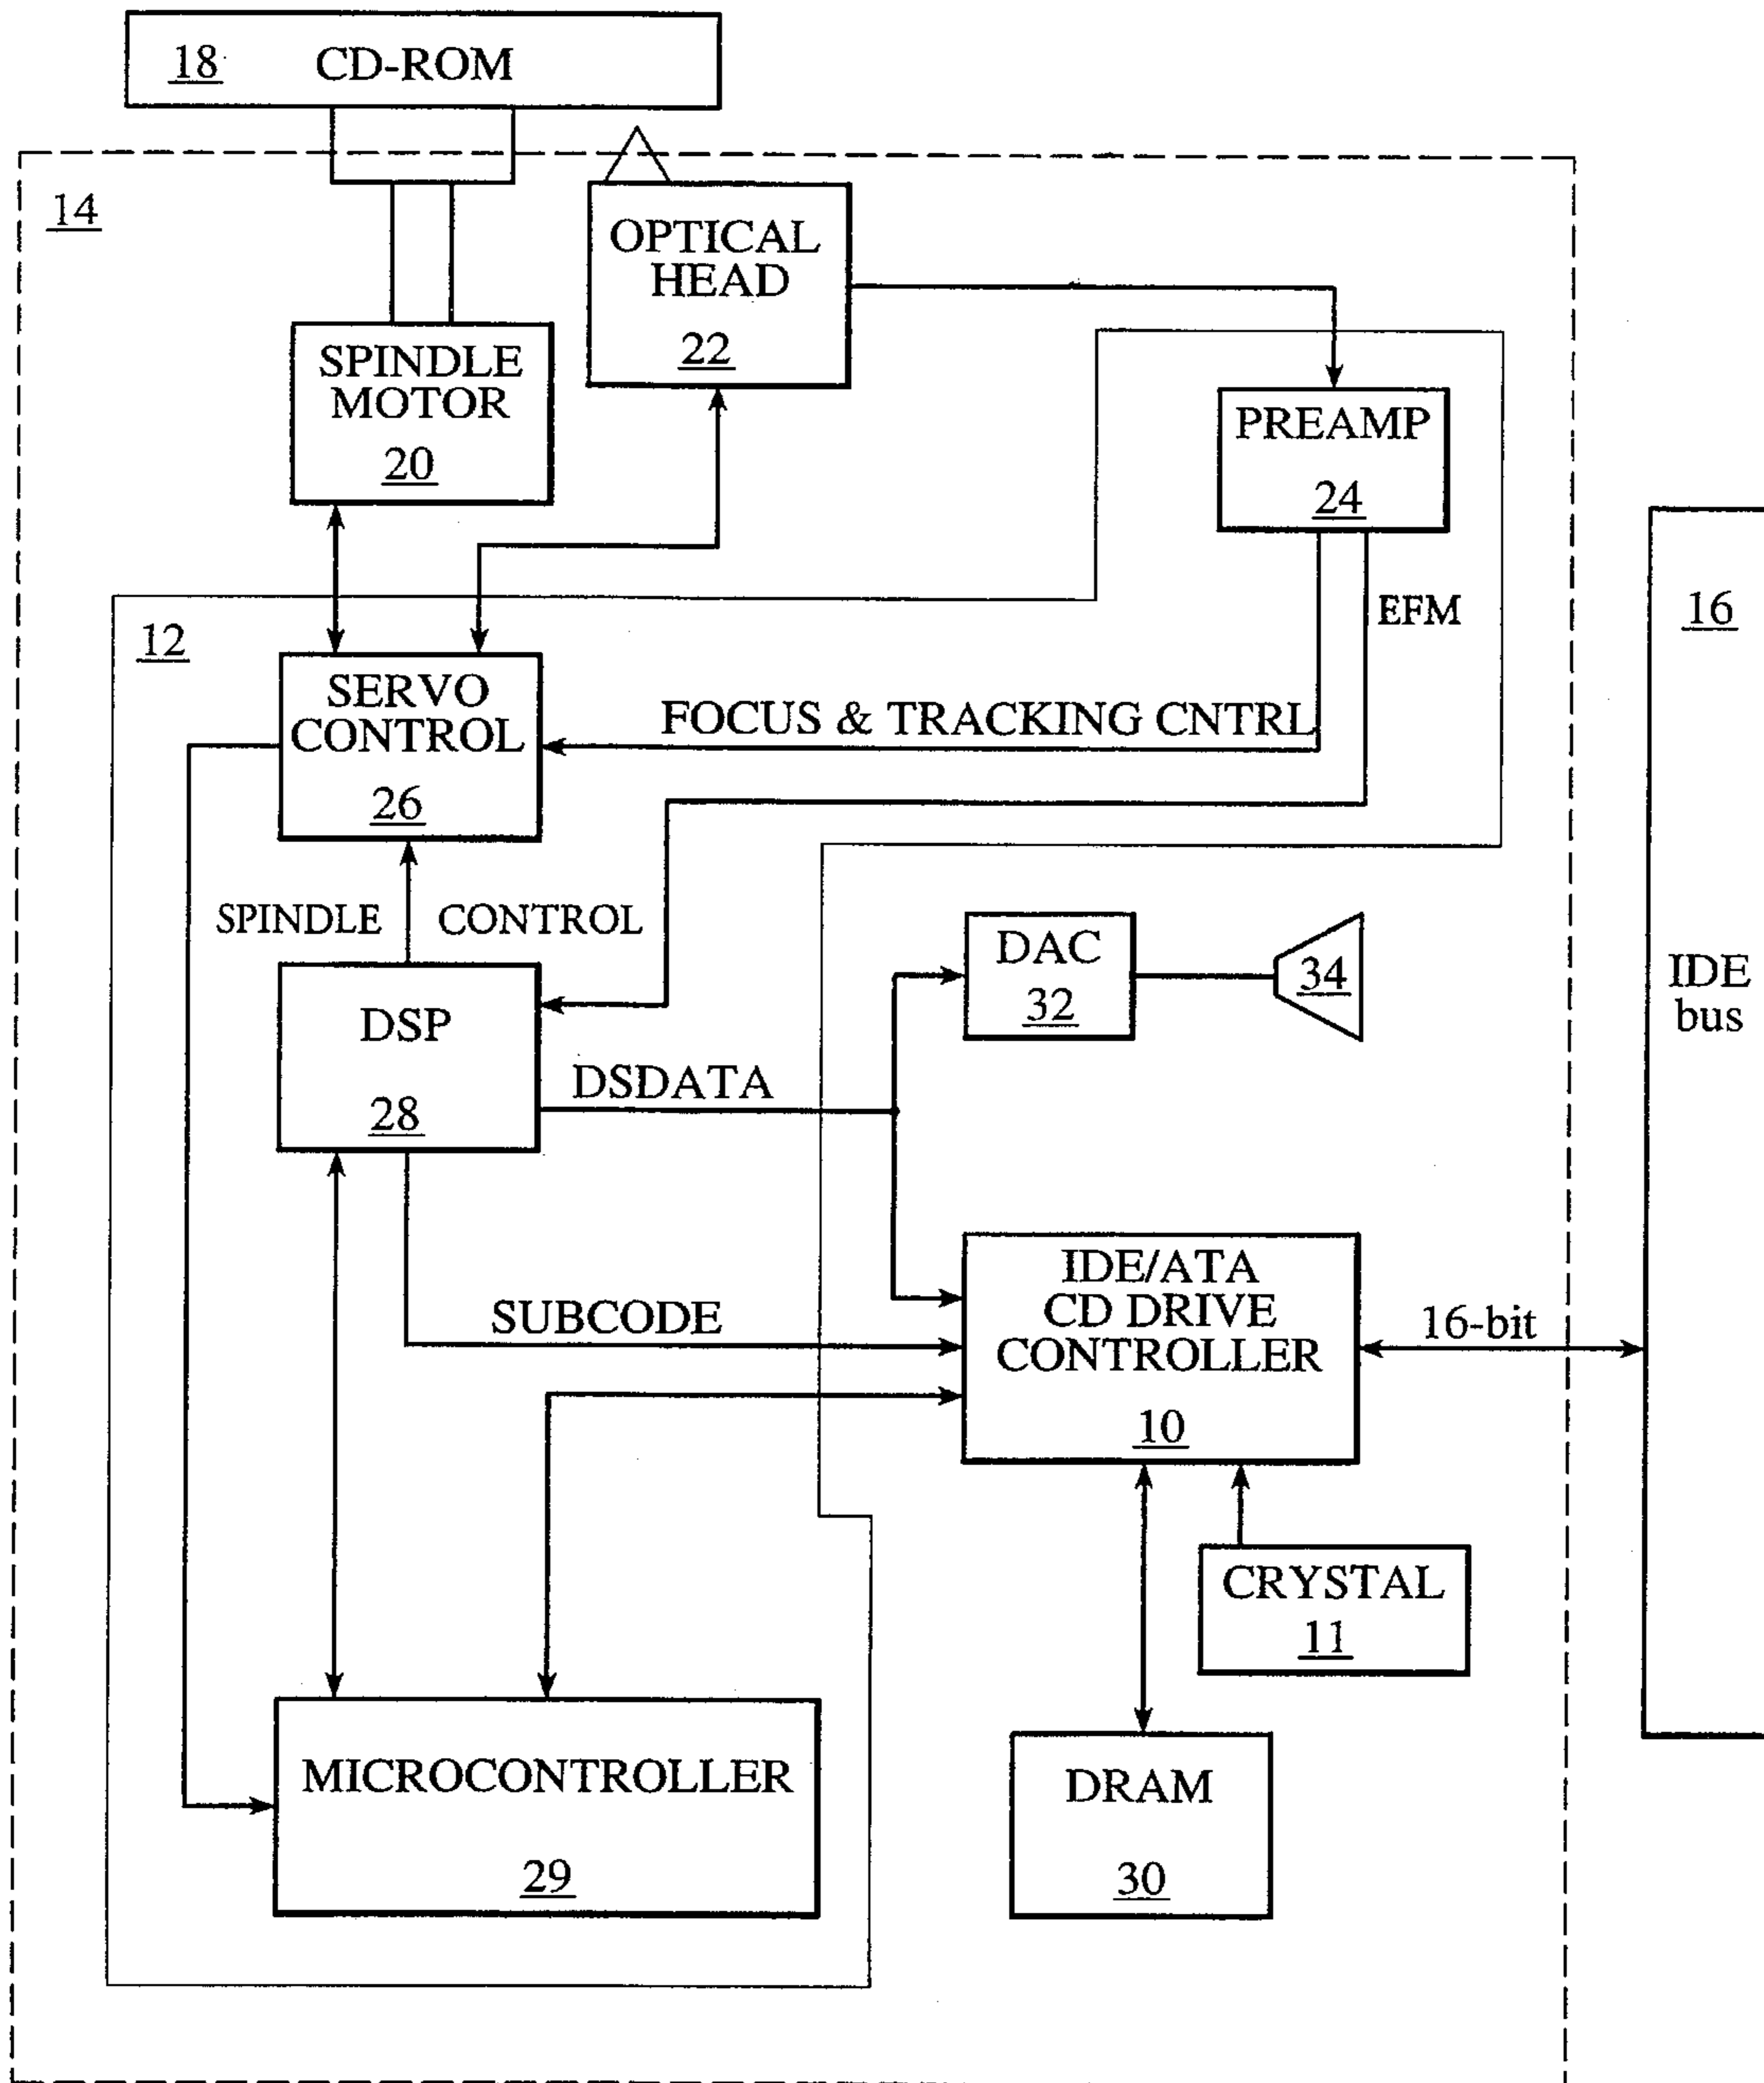 18 CD-ROM
14
OPTICAL
HEAD
22
SPINDLE
MOTOR
20
PREAMP
24
EFM
16
12
SERVO
CONTROL
26
FOCUS & TRACKING CNTRL
SPINDLE CONTROL
DAC
32
34
IDE
bus
DSP
28
DSDATA
IDE/ATA
CD DRIVE
CONTROLLER
10
SUBCODE
16-bit
CRYSTAL
11
MICROCONTROLLER
29
DRAM
30